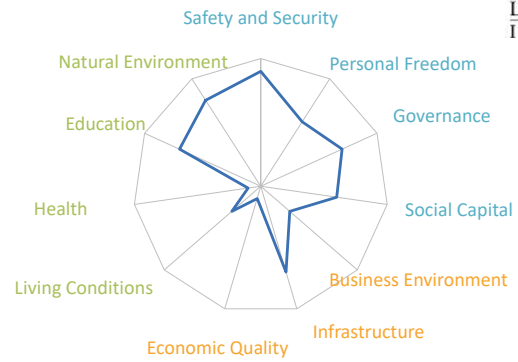 Safety and Security
L
I
Natural Environment
Personal Freedom
Education
Governance
Health
Social Capital
Business Environment
Living Conditions
Infrastructure
Economic Quality